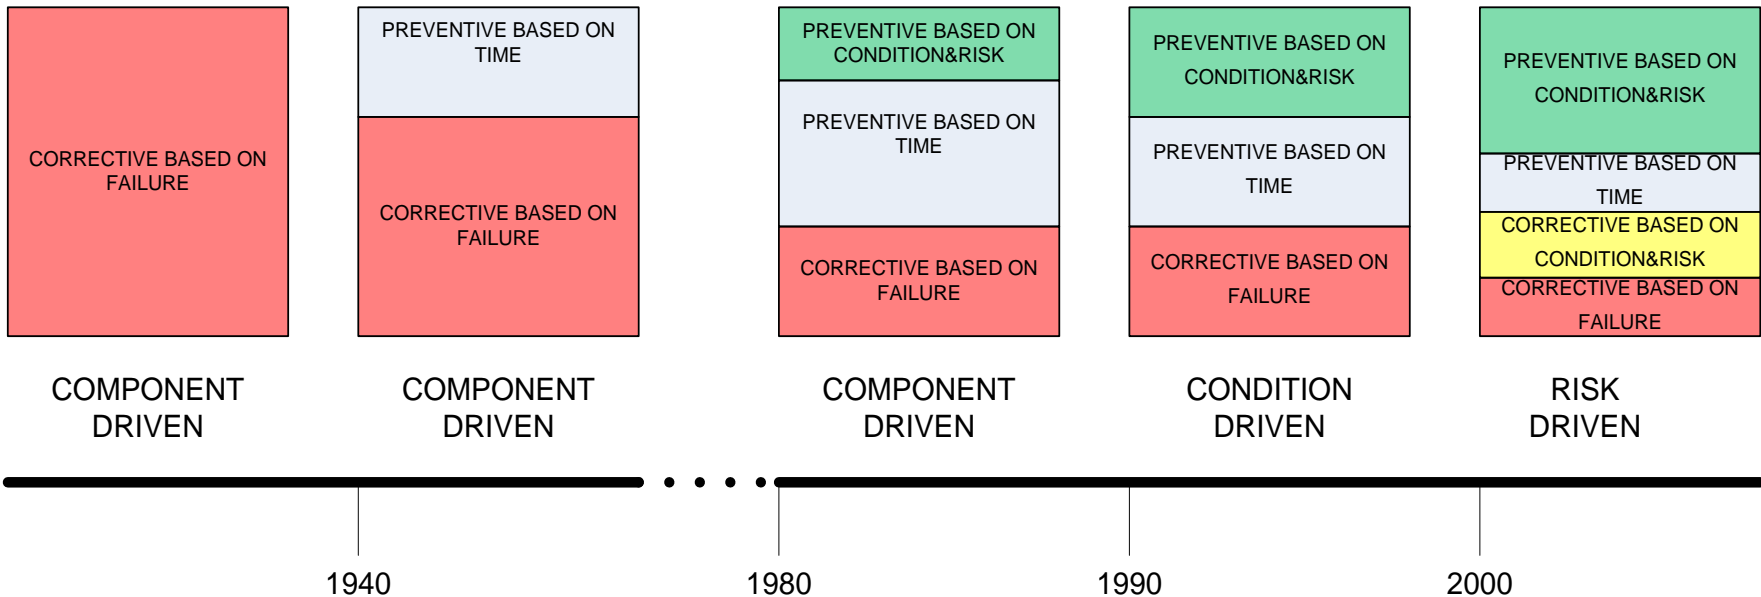 CORRECTIVE BASED ON
FAILURE
PREVENTIVE BASED ON
TIME
CORRECTIVE BASED ON
FAILURE
PREVENTIVE BASED ON
CONDITION&RISK
PREVENTIVE BASED ON
TIME
CORRECTIVE BASED ON
FAILURE
PREVENTIVE BASED ON
CONDITION&RISK
PREVENTIVE BASED ON
TIME
CORRECTIVE BASED ON
FAILURE
PREVENTIVE BASED ON
CONDITION&RISK
PREVENTIVE BASED ON
TIME
CORRECTIVE BASED ON
CONDITION&RISK
CORRECTIVE BASED ON
FAILURE
COMPONENT
DRIVEN
COMPONENT
DRIVEN
COMPONENT
DRIVEN
CONDITION
DRIVEN
RISK
DRIVEN
1940
1980
1990
2000